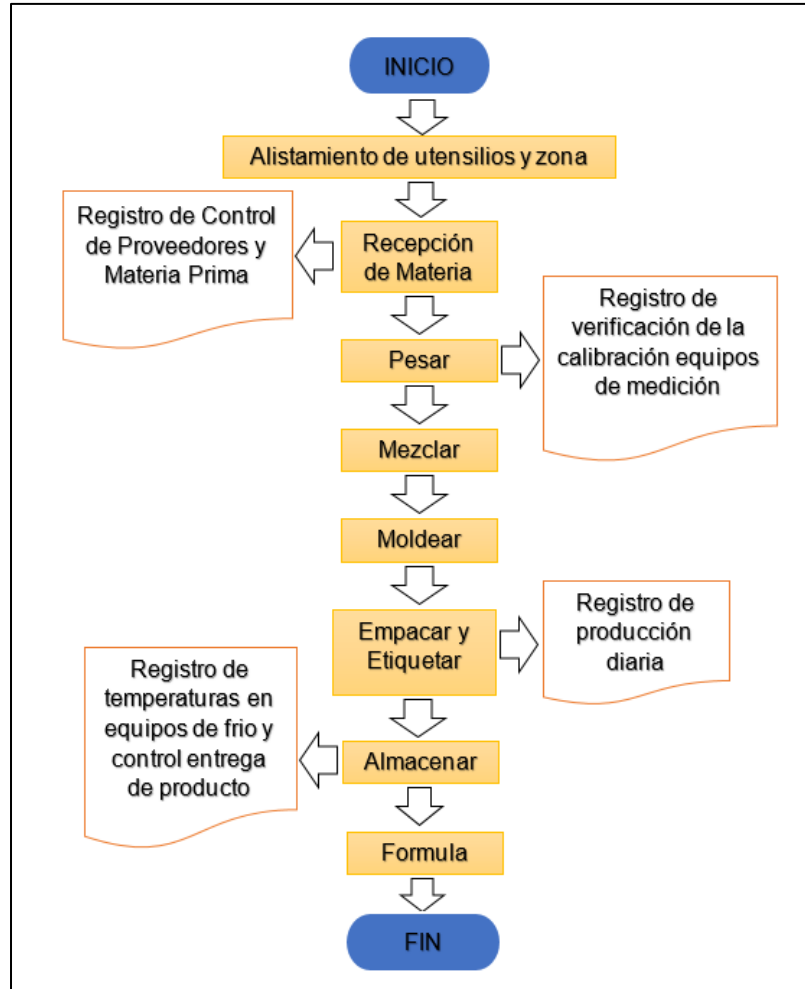 INICIO
Alistamiento de utensilios y zona
Registro de Control
de Proveedores y
Materia Prima
Recepción
de Materia
Registro de
verificación de la
calibración equipos
de medición
Pesar
Mezclar
Moldear
Empacar y
Etiquetar
Registro de
producción
diaria
Registro de
temperaturas en
equipos de frio y
control entrega
de producto
Almacenar
Formula
FIN